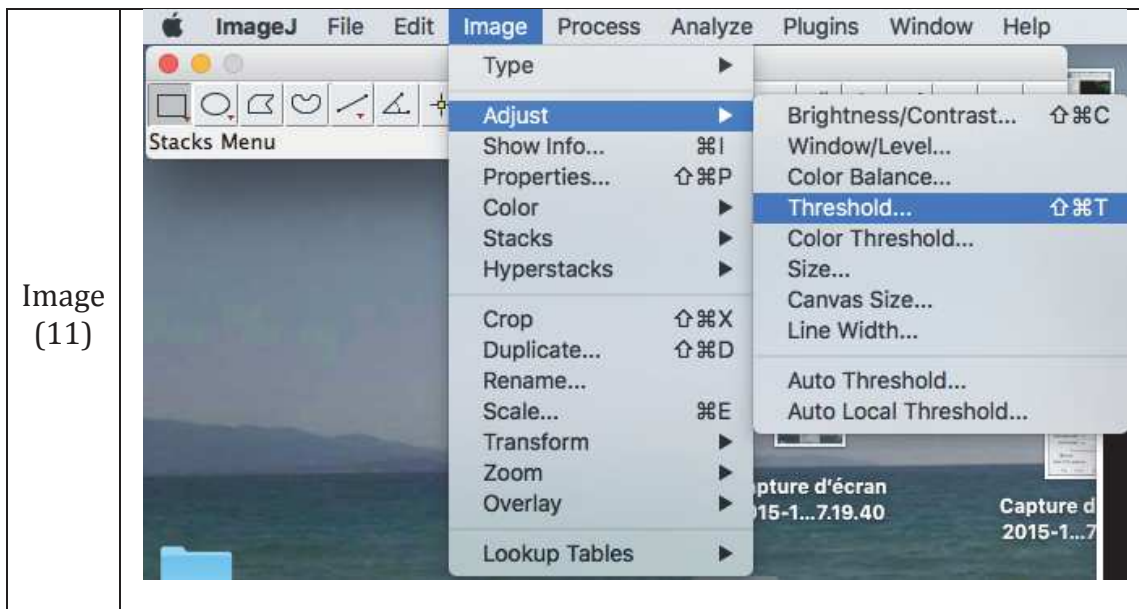 Image
(11)
ImageJ File Edit Image Process Analyze Plugins Window Help
Stacks Menu
Type ▶
Adjust ▶
Show Info... ⌘I
Properties... ⇧⌘P
Color ▶
Stacks ▶
Hyperstacks ▶
Crop ⇧⌘X
Duplicate... ⇧⌘D
Rename...
Scale... ⌘E
Transform ▶
Zoom ▶
Overlay ▶
Lookup Tables ▶
Brightness/Contrast... ⇧⌘C
Window/Level...
Color Balance...
Threshold... ⇧⌘T
Color Threshold...
Size...
Canvas Size...
Line Width...
Auto Threshold...
Auto Local Threshold...
pture d'écran
15-1...7.19.40
Capture d
2015-1...7